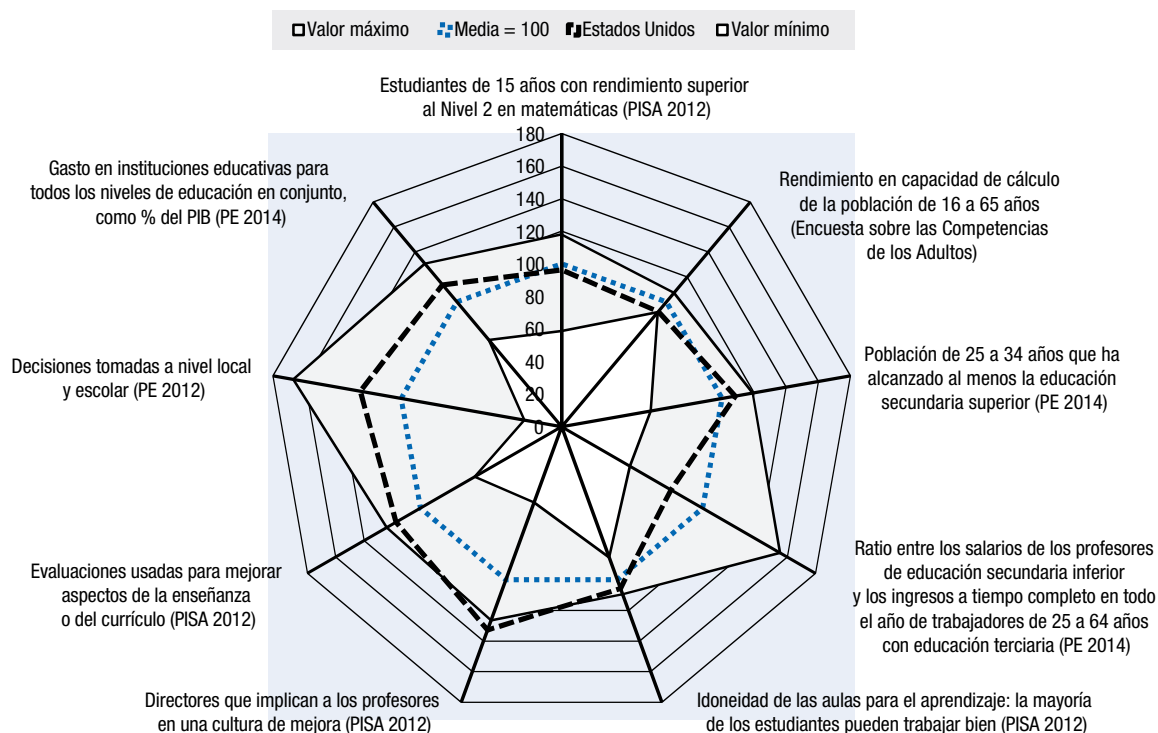 Valor máximo Media = 100 Estados Unidos Valor mínimo
Estudiantes de 15 años con rendimiento superior
al Nivel 2 en matemáticas (PISA 2012)
Rendimiento en capacidad de cálculo
de la población de 16 a 65 años
(Encuesta sobre las Competencias
de los Adultos)
Población de 25 a 34 años que ha
alcanzado al menos la educación
secundaria superior (PE 2014)
Ratio entre los salarios de los profesores
de educación secundaria inferior
y los ingresos a tiempo completo en todo
el año de trabajadores de 25 a 64 años
con educación terciaria (PE 2014)
Idoneidad de las aulas para el aprendizaje: la mayoría
de los estudiantes pueden trabajar bien (PISA 2012)
Directores que implican a los profesores
en una cultura de mejora (PISA 2012)
Evaluaciones usadas para mejorar
aspectos de la enseñanza
o del currículo (PISA 2012)
Decisiones tomadas a nivel local
y escolar (PE 2012)
Gasto en instituciones educativas para
todos los niveles de educación en conjunto,
como % del PIB (PE 2014)
180
160
140
120
100
80
60
40
20
0